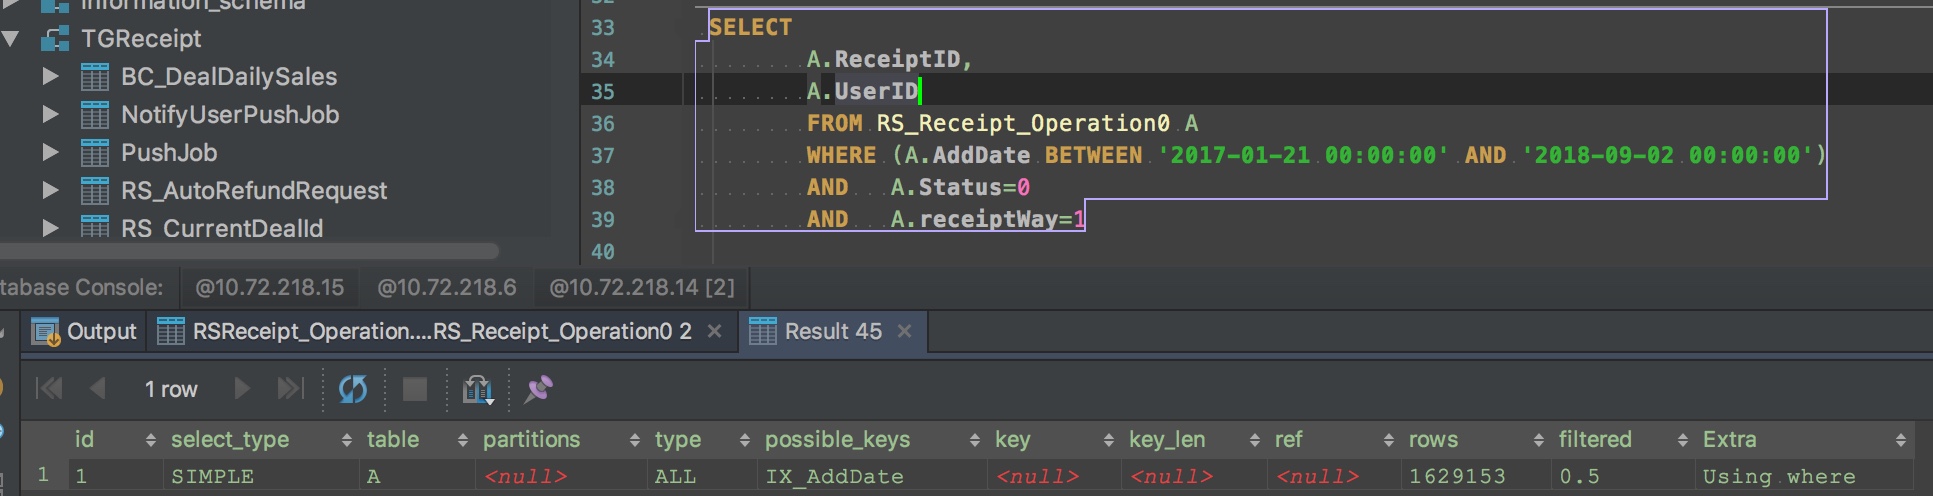 information_schema
TGReceipt
BC_DealDailySales
NotifyUserPushJob
PushJob
RS_AutoRefundRequest
RS_CurrentDealId
33 SELECT
34 A.ReceiptID,
35 A.UserID
36 FROM RS_Receipt_Operation0 A
37 WHERE (A.AddDate BETWEEN '2017-01-21 00:00:00' AND '2018-09-02 00:00:00')
38 AND A.Status=0
39 AND A.receiptWay=1
40
tabase Console: @10.72.218.15 @10.72.218.6 @10.72.218.14 [2]
Output RSReceipt_Operation....RS_Receipt_Operation0 2 Result 45
1 row
id select_type table partitions type possible_keys key key_len ref rows filtered Extra
1 1 SIMPLE A <null> ALL IX_AddDate <null> <null> <null> 1629153 0.5 Using where